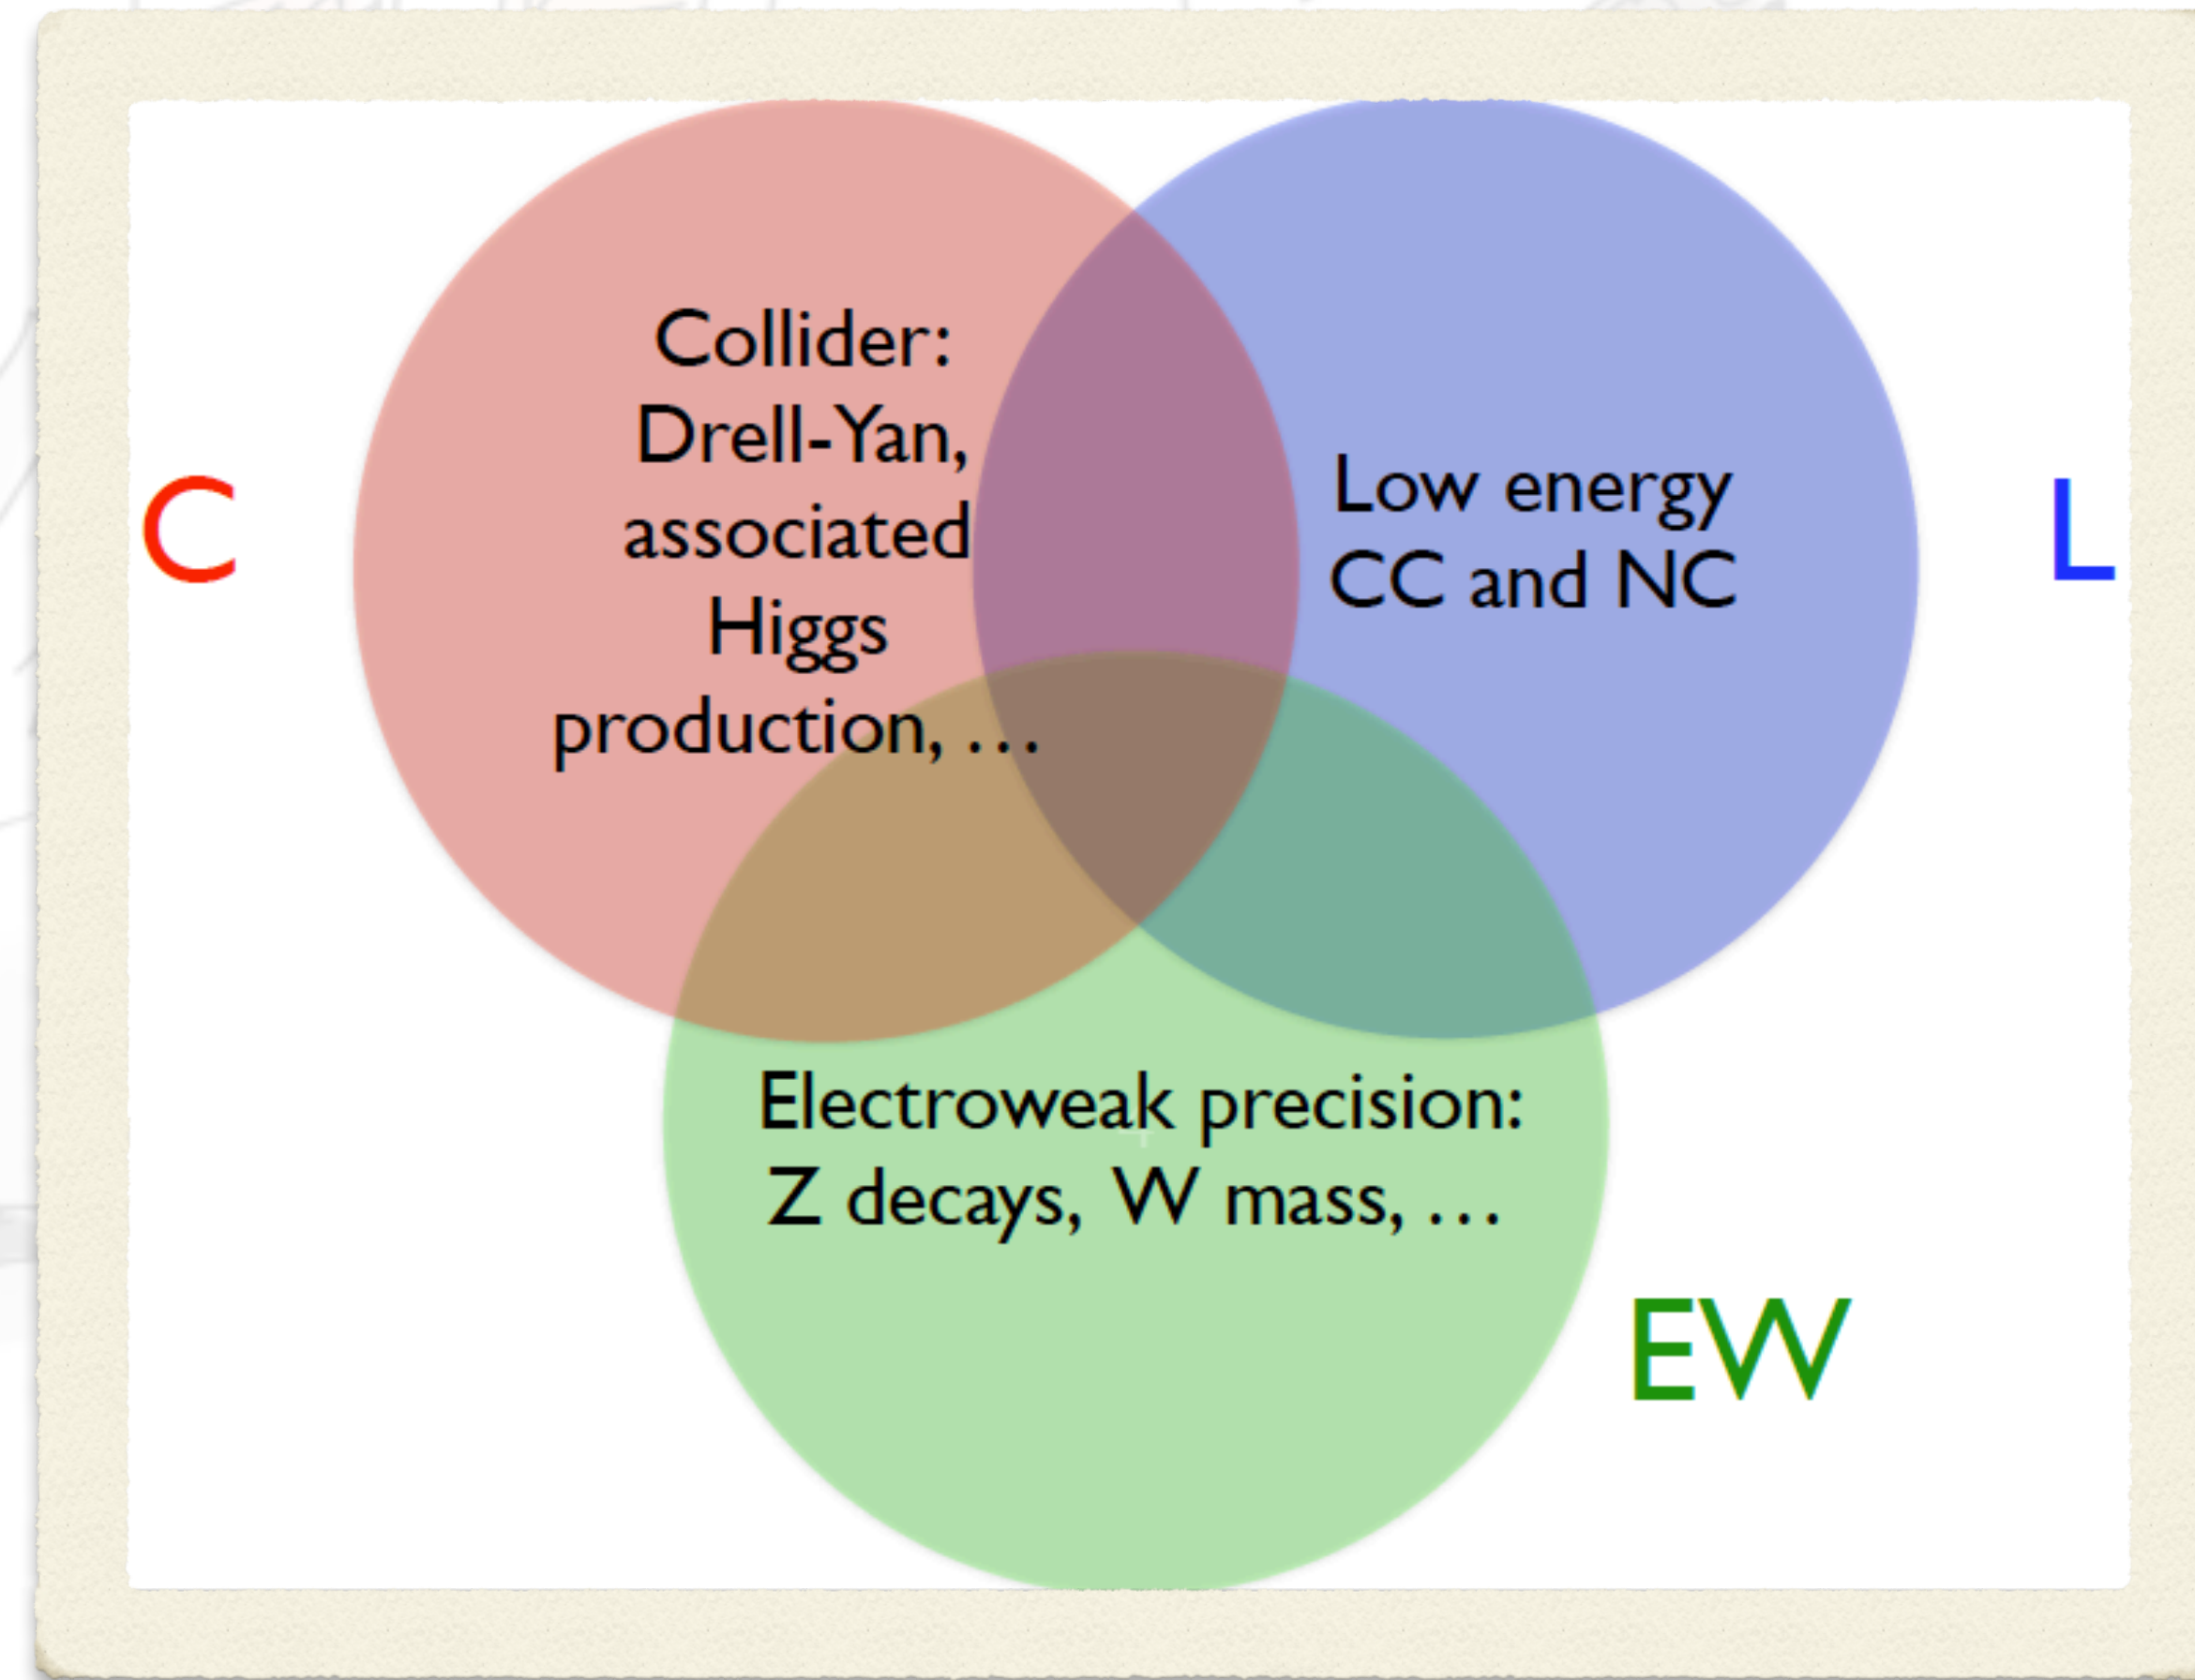 Collider:
Drell-Yan,
associated
Higgs
production, …
C
Low energy
CC and NC
L
Electroweak precision:
Z decays, W mass, …
EW